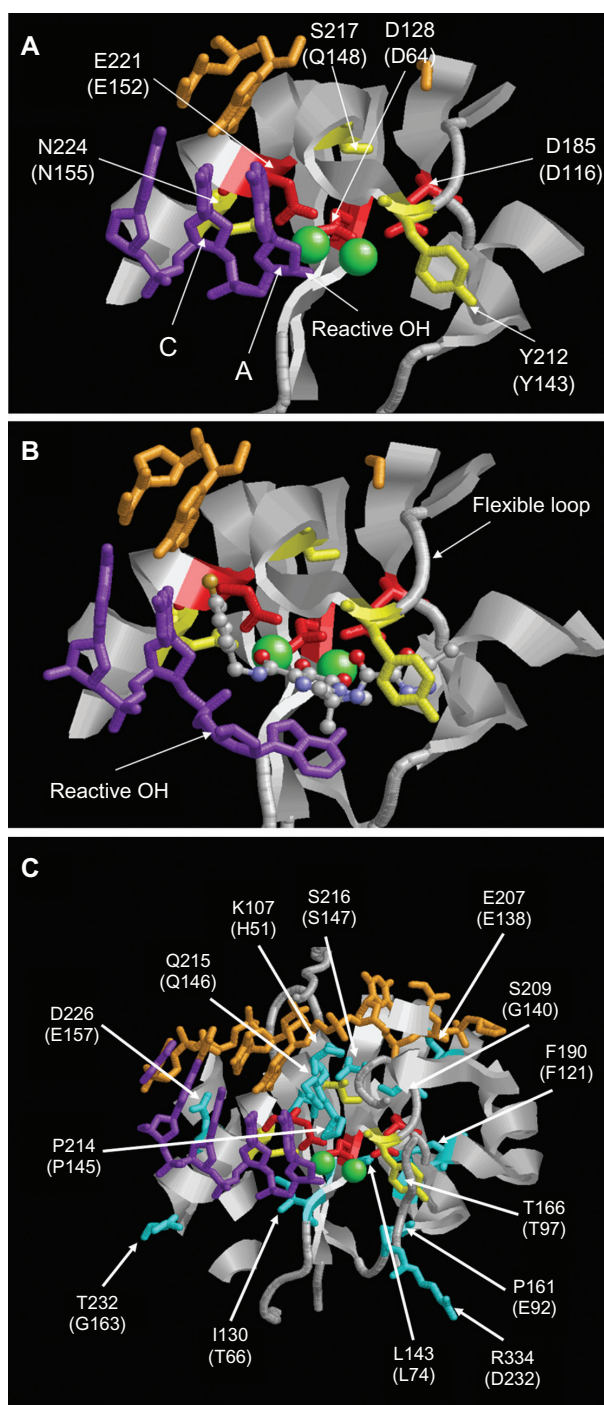 A
S217
(Q148)
D128
(D64)
E221
(E152)
N224
(N155)
D185
(D116)
Reactive OH
C
A
Y212
(Y143)
B
Flexible loop
Reactive OH
C
S216
(S147)
E207
(E138)
K107
(H51)
Q215
(Q146)
S209
(G140)
D226
(E157)
F190
(F121)
P214
(P145)
T166
(T97)
T232
(G163)
I130
(T66)
P161
(E92)
L143
(L74)
R334
(D232)